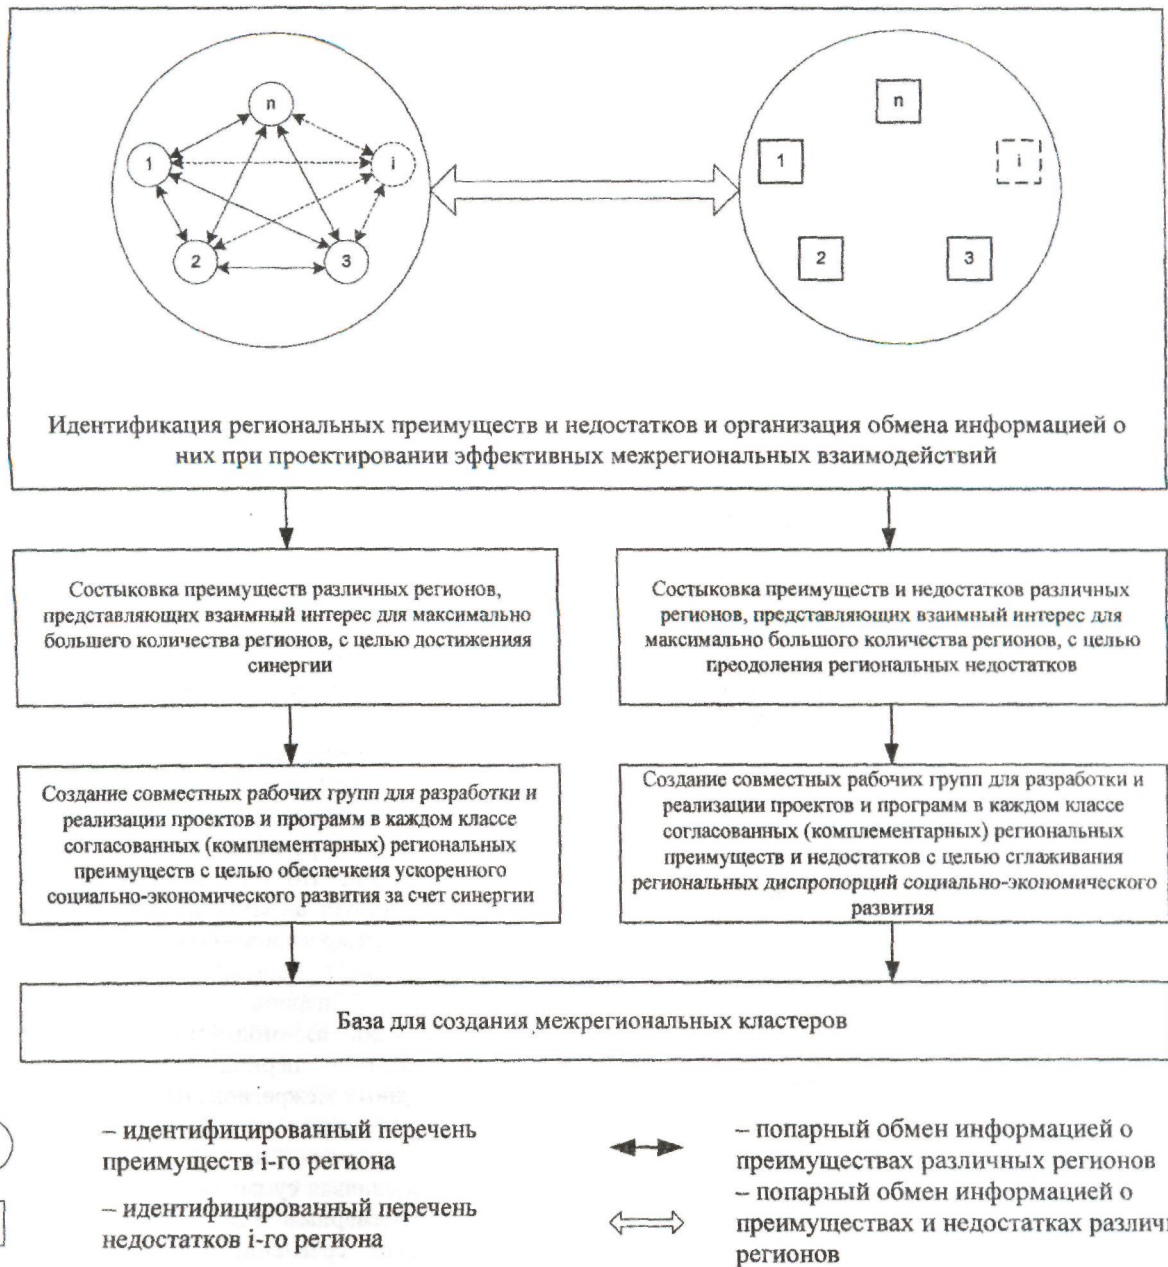 n
1
i
2
3
n
1
i
2
3
Идентификация региональных преимуществ и недостатков и организация обмена информацией о
них при проектировании эффективных межрегиональных взаимодействий
Состыковка преимуществ различных регионов,
представляющих взаимный интерес для максимально
большего количества регионов, с целью достиженияя
синергии
Состыковка преимуществ и недостатков различных
регионов, представляющих взаимный интерес для
максимально большого количества регионов, с целью
преодоления региональных недостатков
Создание совместных рабочих групп для разработки и
реализации проектов и программ в каждом классе
согласованных (комплементарных) региональных
преимуществ с целью обеспечкеия ускоренного
социально-экономического развития за счет синергии
Создание совместных рабочих групп для разработки и
реализации проектов и программ в каждом классе
согласованных (комплементарных) региональных
преимуществ и недостатков с целью сглаживания
региональных диспропорций социально-экономического
развития
База для создания межрегиональных кластеров
– идентифицированный перечень
преимуществ i-го региона
– идентифицированный перечень
недостатков i-го региона
– попарный обмен информацией о
преимуществах различных регионов
– попарный обмен информацией о
преимуществах и недостатках различ
регионов